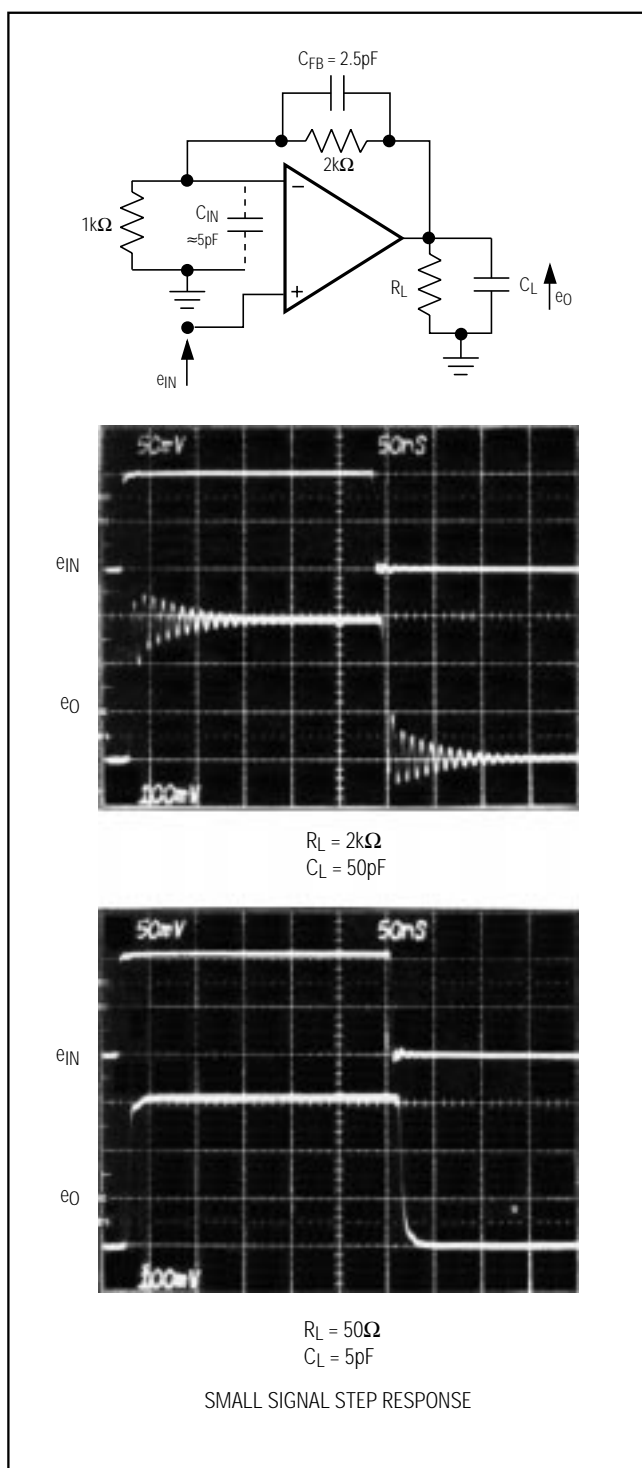 CFB = 2.5pF
2kΩ
1kΩ
CIN
≈5pF
−
+
RL
CL
eO
eIN
50mV 50nS
eIN
eO
100mV
RL = 2kΩ
CL = 50pF
50mV 50nS
eIN
eO
100mV
RL = 50Ω
CL = 5pF
SMALL SIGNAL STEP RESPONSE